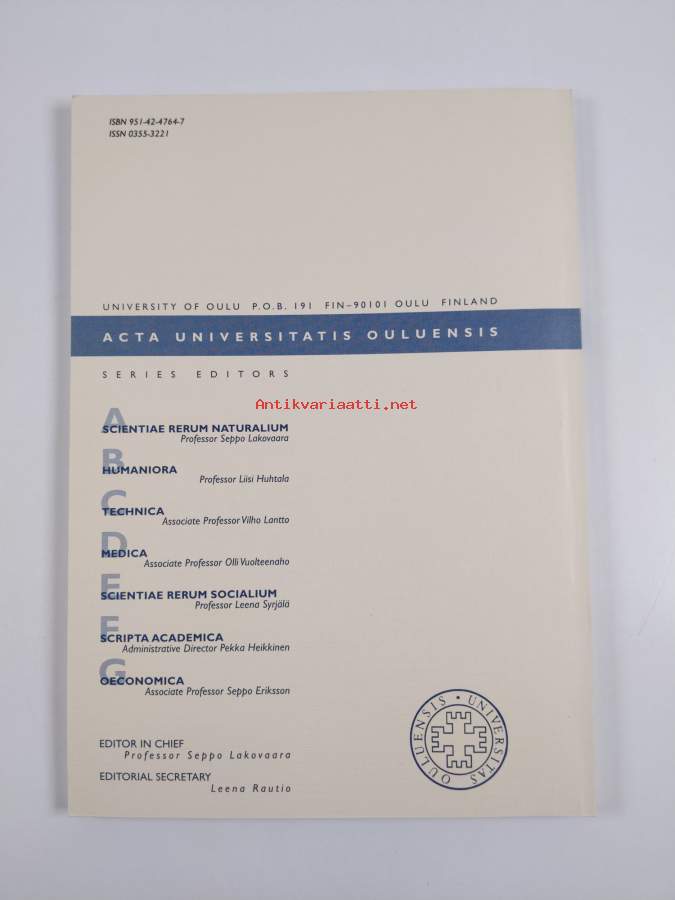 ISBN 951-42-4764-7
ISSN 0355-3221
UNIVERSITY OF OULU P.O.B. 191 FIN-90101 OULU FINLAND
ACTA UNIVERSITATIS OULUENSIS
SERIES EDITORS
Antikvariaatti.net
A
SCIENTIAE RERUM NATURALIUM
Professor Seppo Lakovaara
B
HUMANIORA
Professor Liisi Huhtala
C
TECHNICA
Associate Professor Vilho Lantto
D
MEDICA
Associate Professor Olli Vuolteenaho
E
SCIENTIAE RERUM SOCIALIUM
Professor Leena Syrjälä
F
SCRIPTA ACADEMICA
Administrative Director Pekka Heikkinen
G
OECONOMICA
Associate Professor Seppo Eriksson
EDITOR IN CHIEF
Professor Seppo Lakovaara
EDITORIAL SECRETARY
Leena Rautio
UNIVERSITAS OULUENSIS